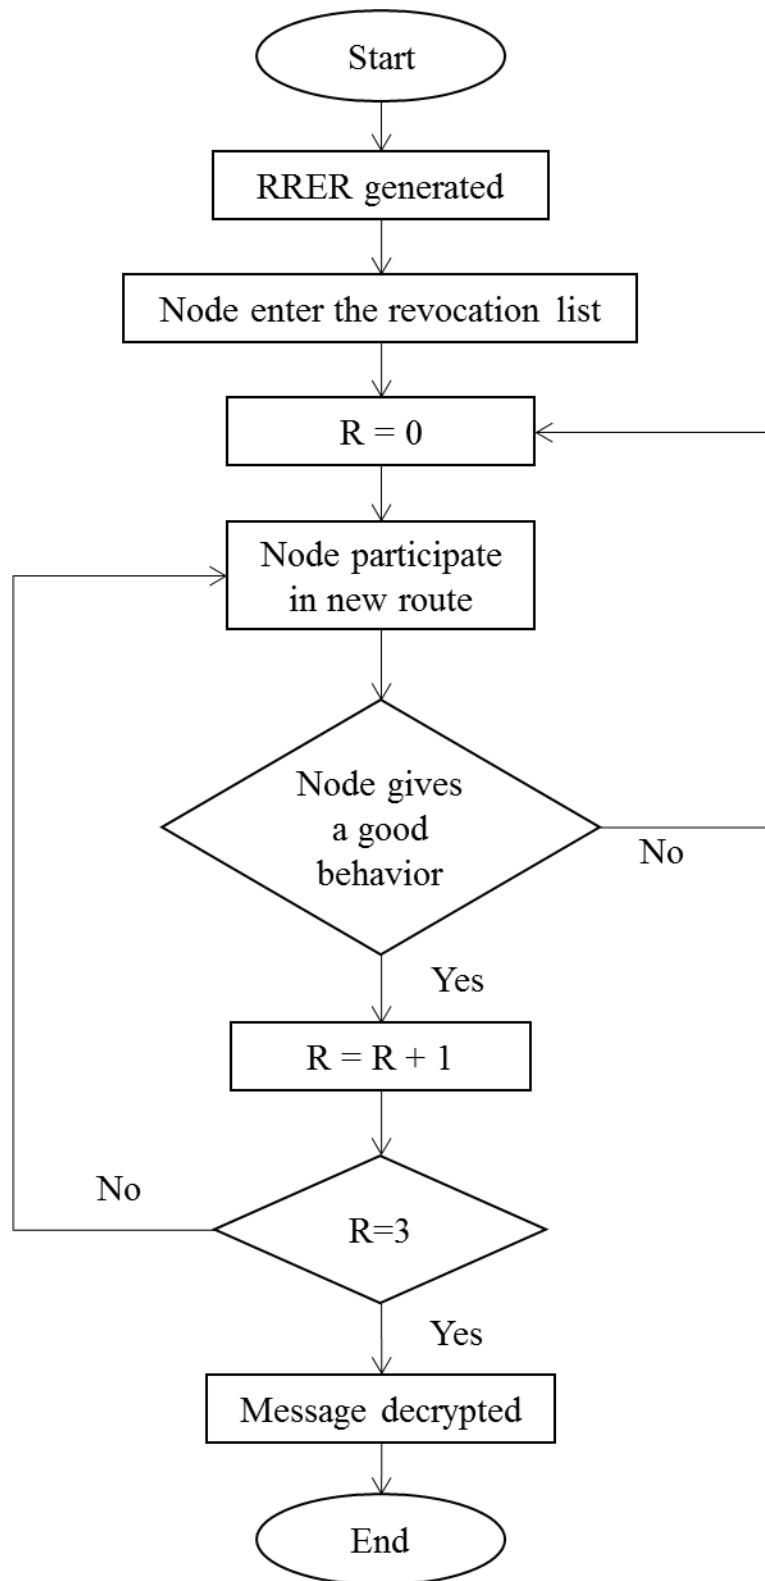 Start
RRER generated
Node enter the revocation list
R = 0
Node participate
in new route
Node gives
a good
behavior
No
Yes
R = R + 1
No
R=3
Yes
Message decrypted
End